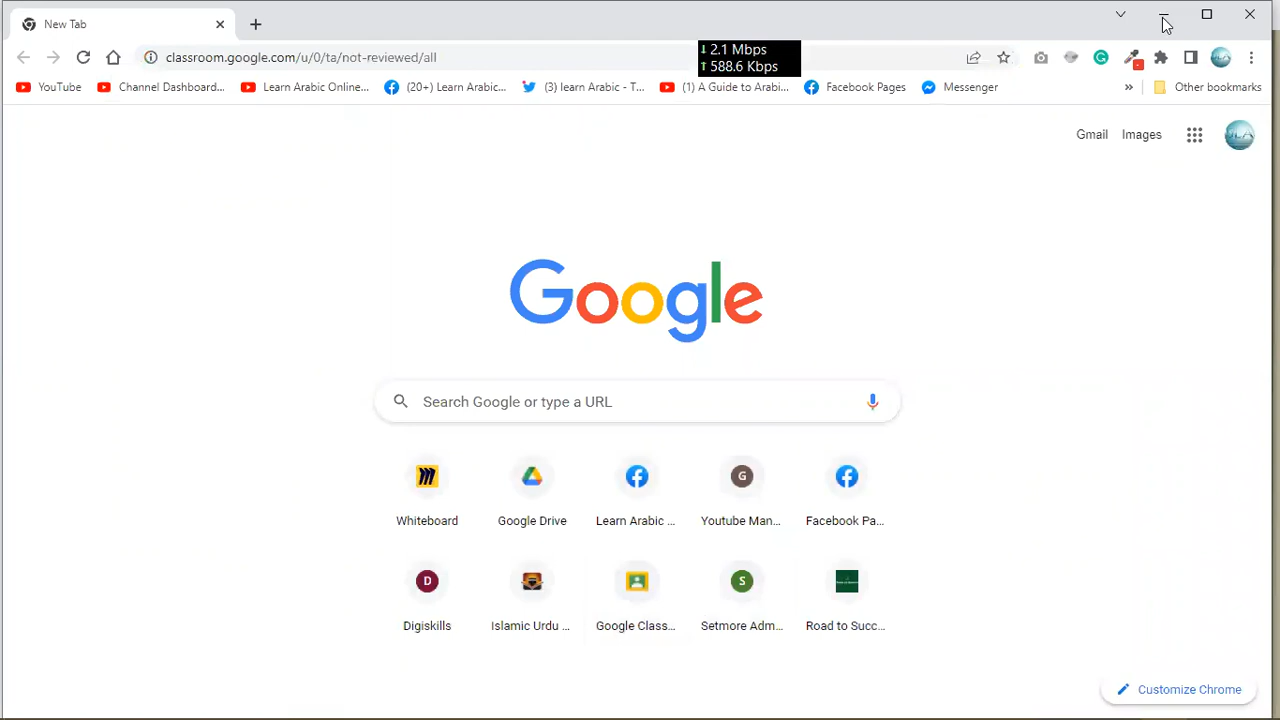 New Tab
classroom.google.com/u/0/ta/not-reviewed/all
2.1 Mbps
588.6 Kbps
YouTube
Channel Dashboard...
Learn Arabic Online...
(20+) Learn Arabic...
(3) learn Arabic - T...
(1) A Guide to Arabi...
Facebook Pages
Messenger
»
Other bookmarks
Gmail
Images
Google
Search Google or type a URL
Whiteboard
Google Drive
Learn Arabic ...
G
Youtube Man...
Facebook Pa...
D
Digiskills
Islamic Urdu ...
Google Class...
S
Setmore Adm...
Road to Succ...
Customize Chrome